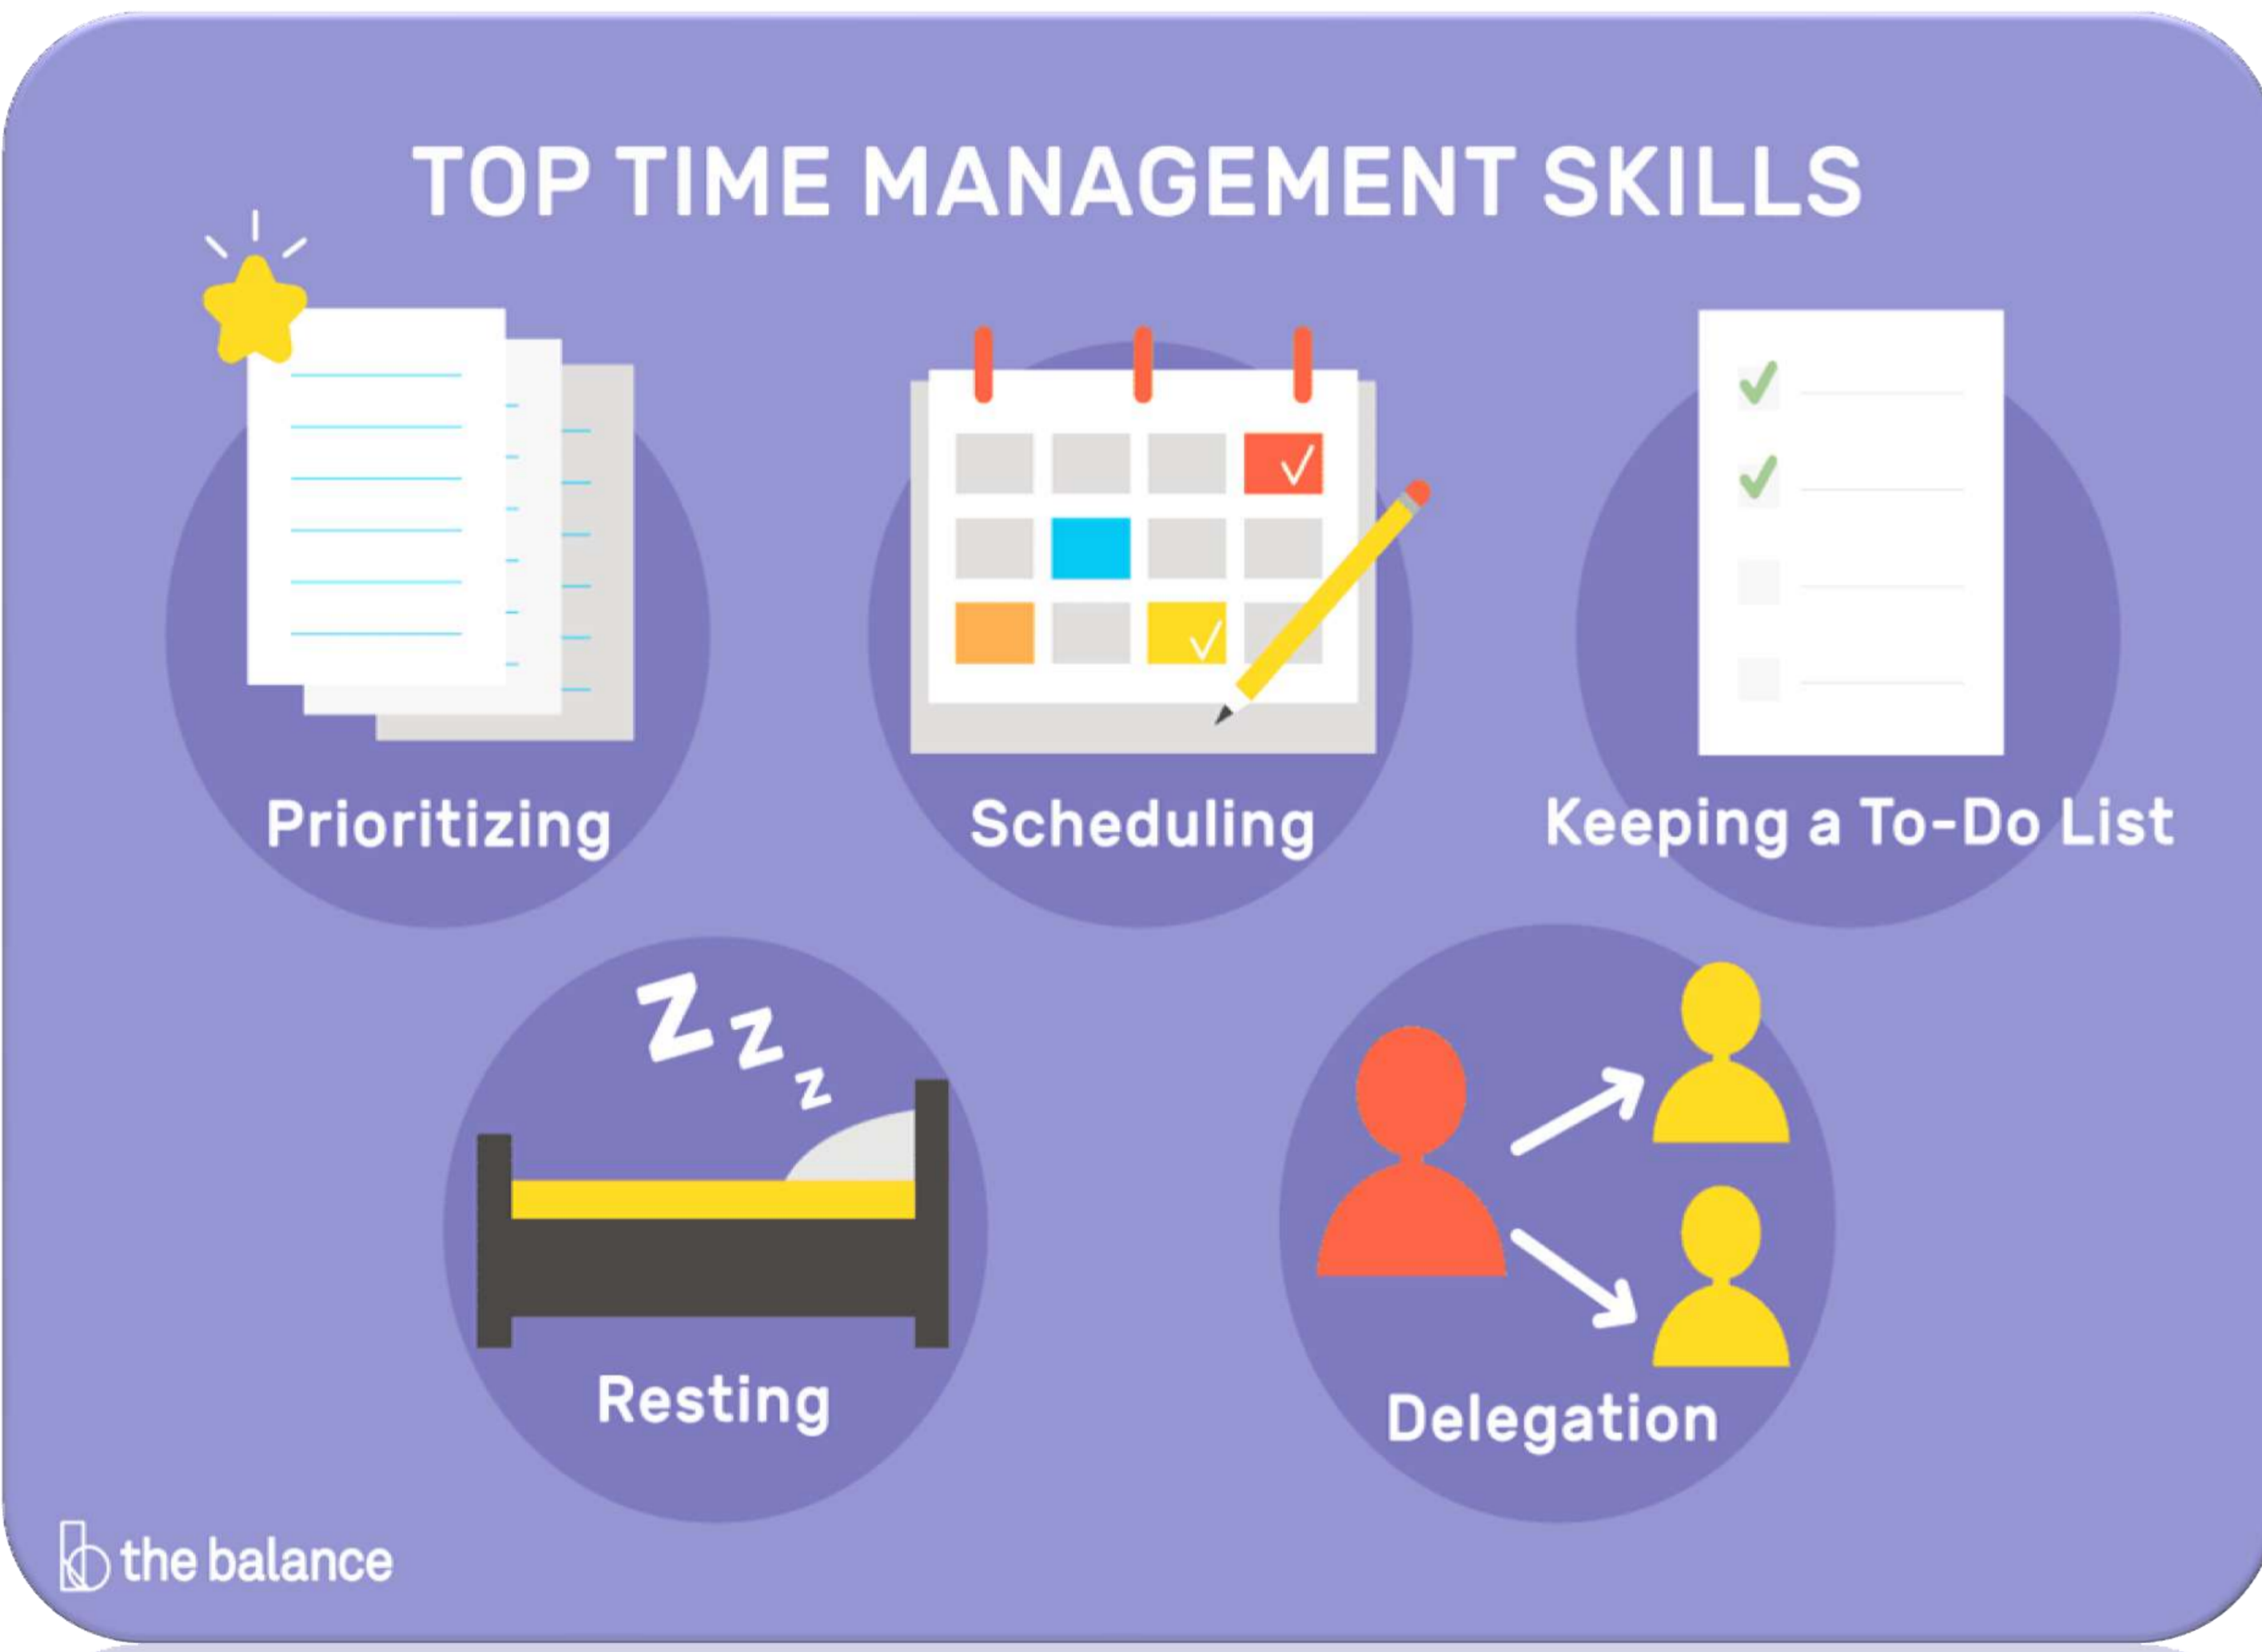 TOP TIME MANAGEMENT SKILLS
Prioritizing
Scheduling
Keeping a To-Do List
Z z z
Resting
Delegation
the balance